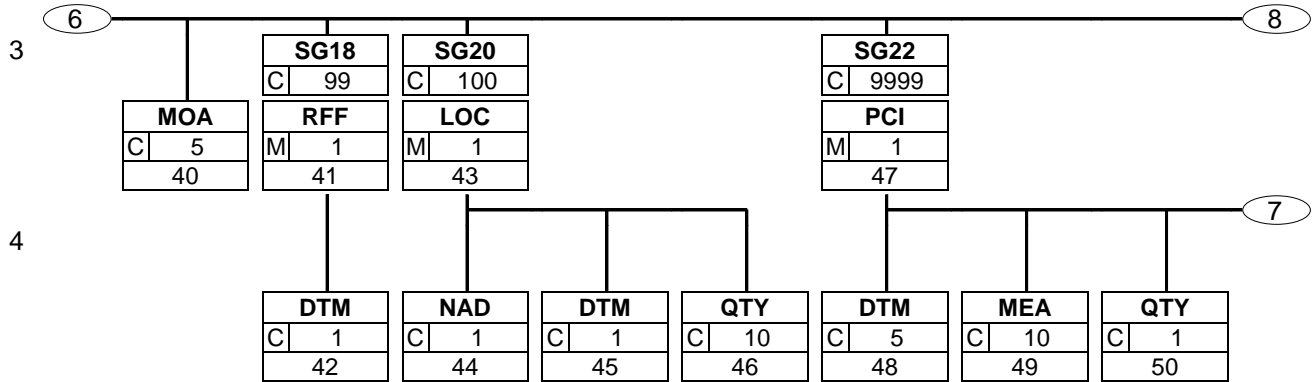 6 8
3 SG18 SG20 SG22
C 99 C 100 C 9999
MOA RFF LOC PCI
C 5 M 1 M 1 M 1
40 41 43 47
7
4
DTM NAD DTM QTY DTM MEA QTY
C 1 C 1 C 1 C 10 C 5 C 10 C 1
42 44 45 46 48 49 50